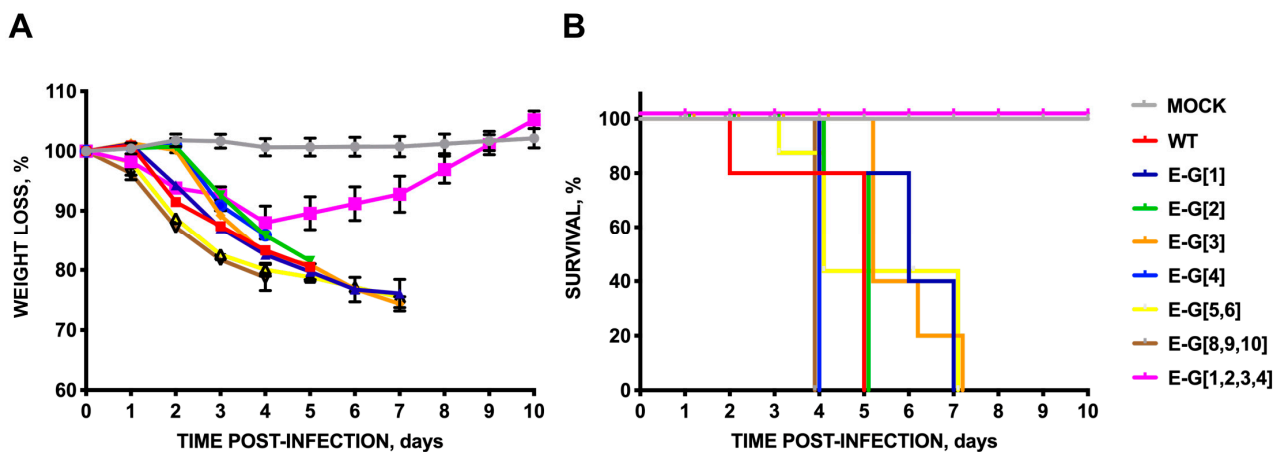 A
WEIGHT LOSS, %
110
100
90
80
70
60
0 1 2 3 4 5 6 7 8 9 10
TIME POST-INFECTION, days
B
SURVIVAL, %
100
80
60
40
20
0
0 1 2 3 4 5 6 7 8 9 10
TIME POST-INFECTION, days
MOCK
WT
E-G[1]
E-G[2]
E-G[3]
E-G[4]
E-G[5,6]
E-G[8,9,10]
E-G[1,2,3,4]